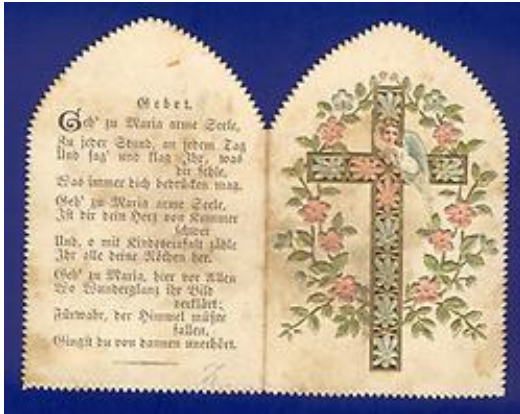 Gebet.
Geh' zu Maria arme Seele,
Zu jeder Stund, an jedem Tag
Und sag' und klag Ihr, was
dir fehle,
Was immer dich bedrücken mag.
Geh' zu Maria arme Seele,
Ist dir dein Herz von Kummer
schwer
Und, o mit Kindeseinfalt zähle
Ihr alle deine Nöthen her.
Geh' zu Maria, hier vor Allen
Wo Wunderglanz ihr Bild
verklärt;
Fürwahr, der Himmel müßte
fallen,
Gingst du von dannen unerhört.